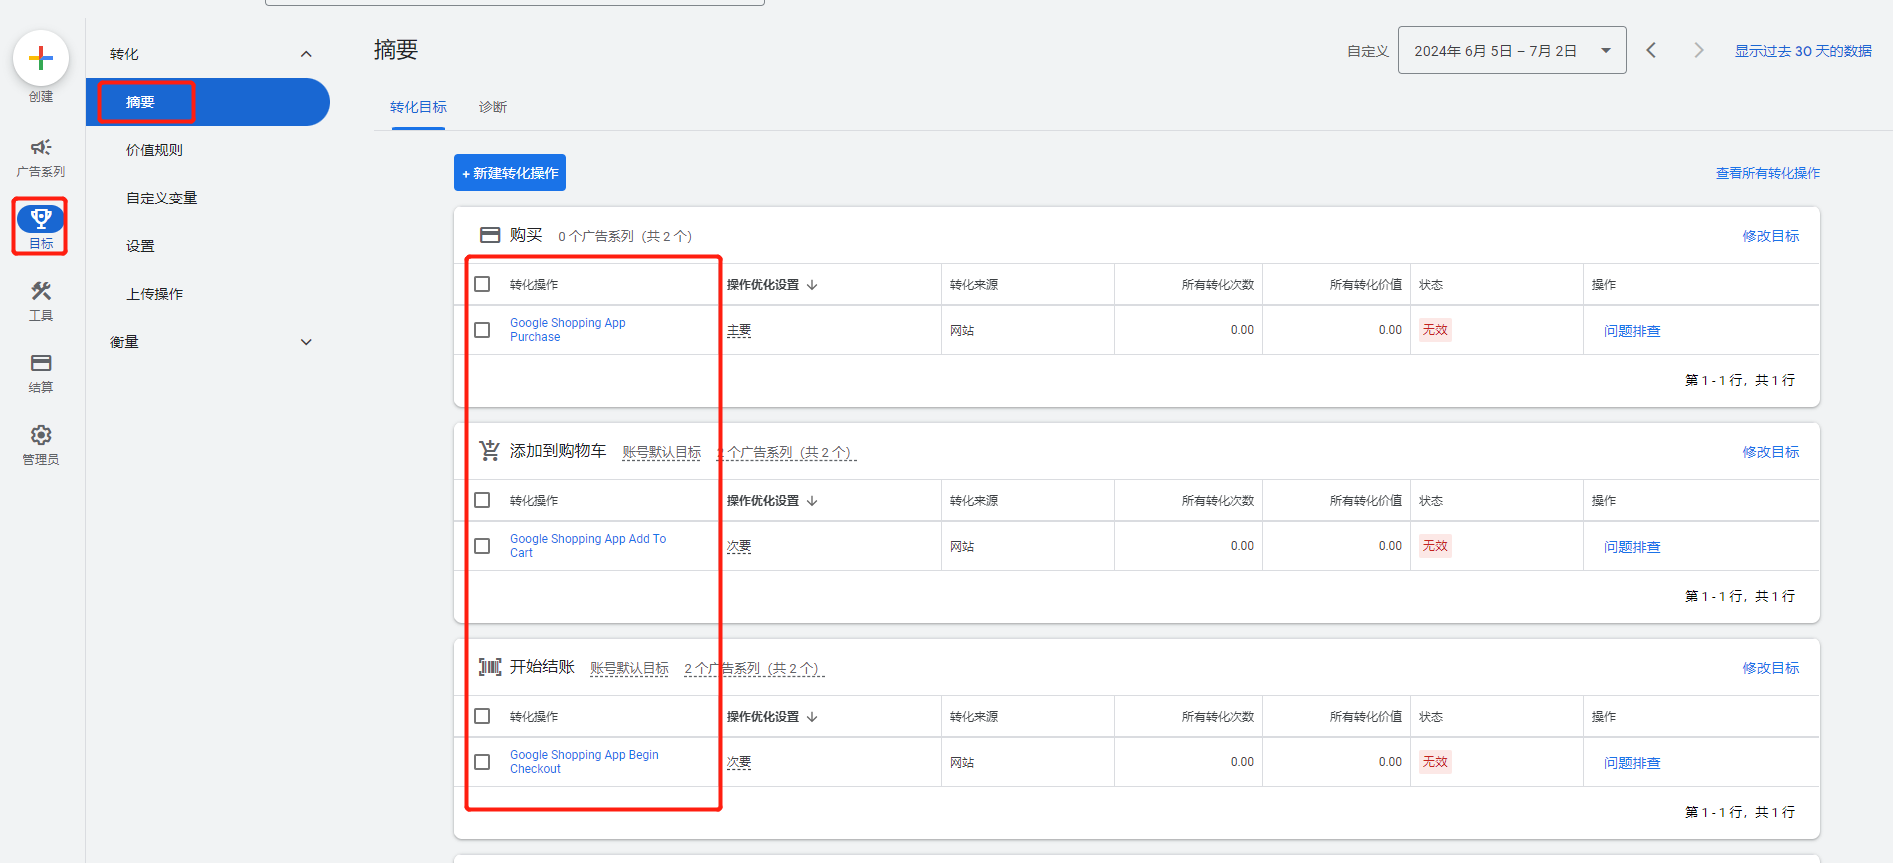 创建
广告系列
目标
工具
结算
管理员
转化
摘要
价值规则
自定义变量
设置
上传操作
衡量
摘要
自定义 2024年 6月 5日 – 7月 2日 显示过去 30 天的数据
转化目标 诊断
+ 新建转化操作 查看所有转化操作
购买 0 个广告系列（共 2 个） 修改目标
转化操作 操作优化设置 转化来源 所有转化次数 所有转化价值 状态 操作
Google Shopping App Purchase 主要 网站 0.00 0.00 无效 问题排查
第 1 - 1 行，共 1 行
添加到购物车 账号默认目标 2 个广告系列（共 2 个） 修改目标
转化操作 操作优化设置 转化来源 所有转化次数 所有转化价值 状态 操作
Google Shopping App Add To Cart 次要 网站 0.00 0.00 无效 问题排查
第 1 - 1 行，共 1 行
开始结账 账号默认目标 2 个广告系列（共 2 个） 修改目标
转化操作 操作优化设置 转化来源 所有转化次数 所有转化价值 状态 操作
Google Shopping App Begin Checkout 次要 网站 0.00 0.00 无效 问题排查
第 1 - 1 行，共 1 行